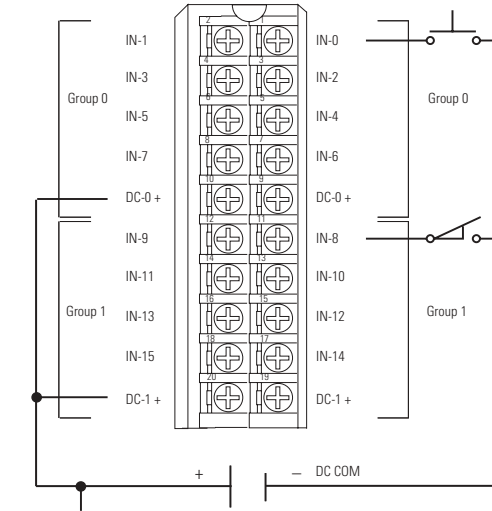 2 1
IN-1 IN-0
4 3
IN-3 IN-2
Group 0 Group 0
6 5
IN-5 IN-4
8 7
IN-7 IN-6
10 9
DC-0 + DC-0 +
12 11
IN-9 IN-8
14 13
IN-11 IN-10
16 15
Group 1 Group 1
IN-13 IN-12
18 17
IN-15 IN-14
20 19
DC-1 + DC-1 +
+ – DC COM